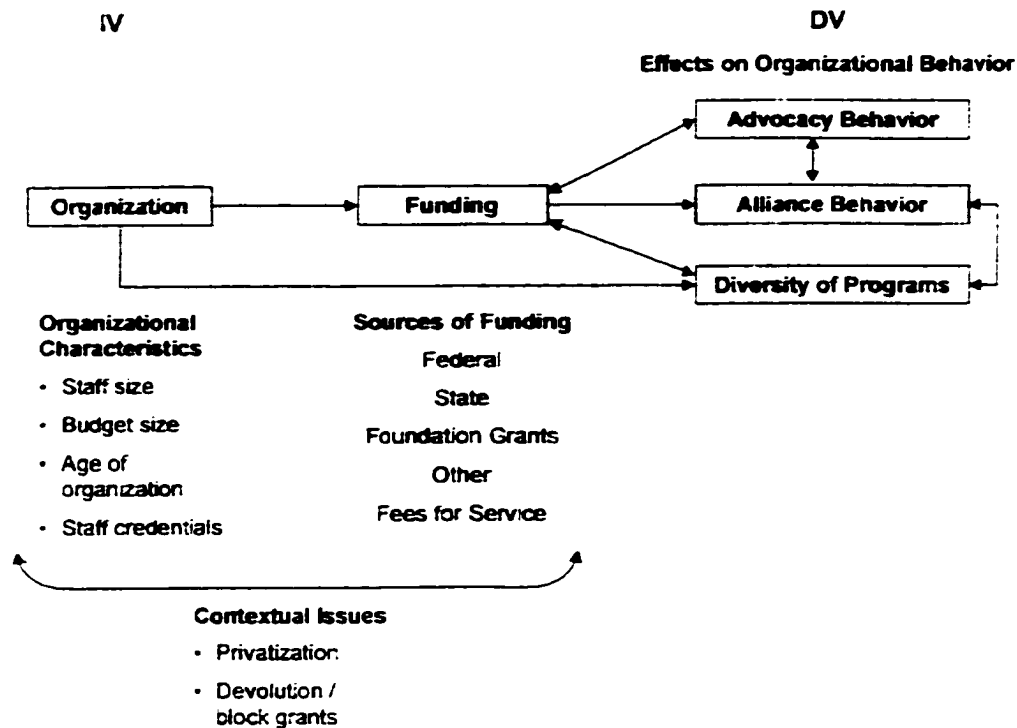 IV
DV
Effects on Organizational Behavior
Advocacy Behavior
Organization
Funding
Alliance Behavior
Diversity of Programs
Organizational
Characteristics
• Staff size
• Budget size
• Age of
organization
• Staff credentials
Sources of Funding
Federal
State
Foundation Grants
Other
Fees for Service
Contextual Issues
• Privatization
• Devolution /
block grants